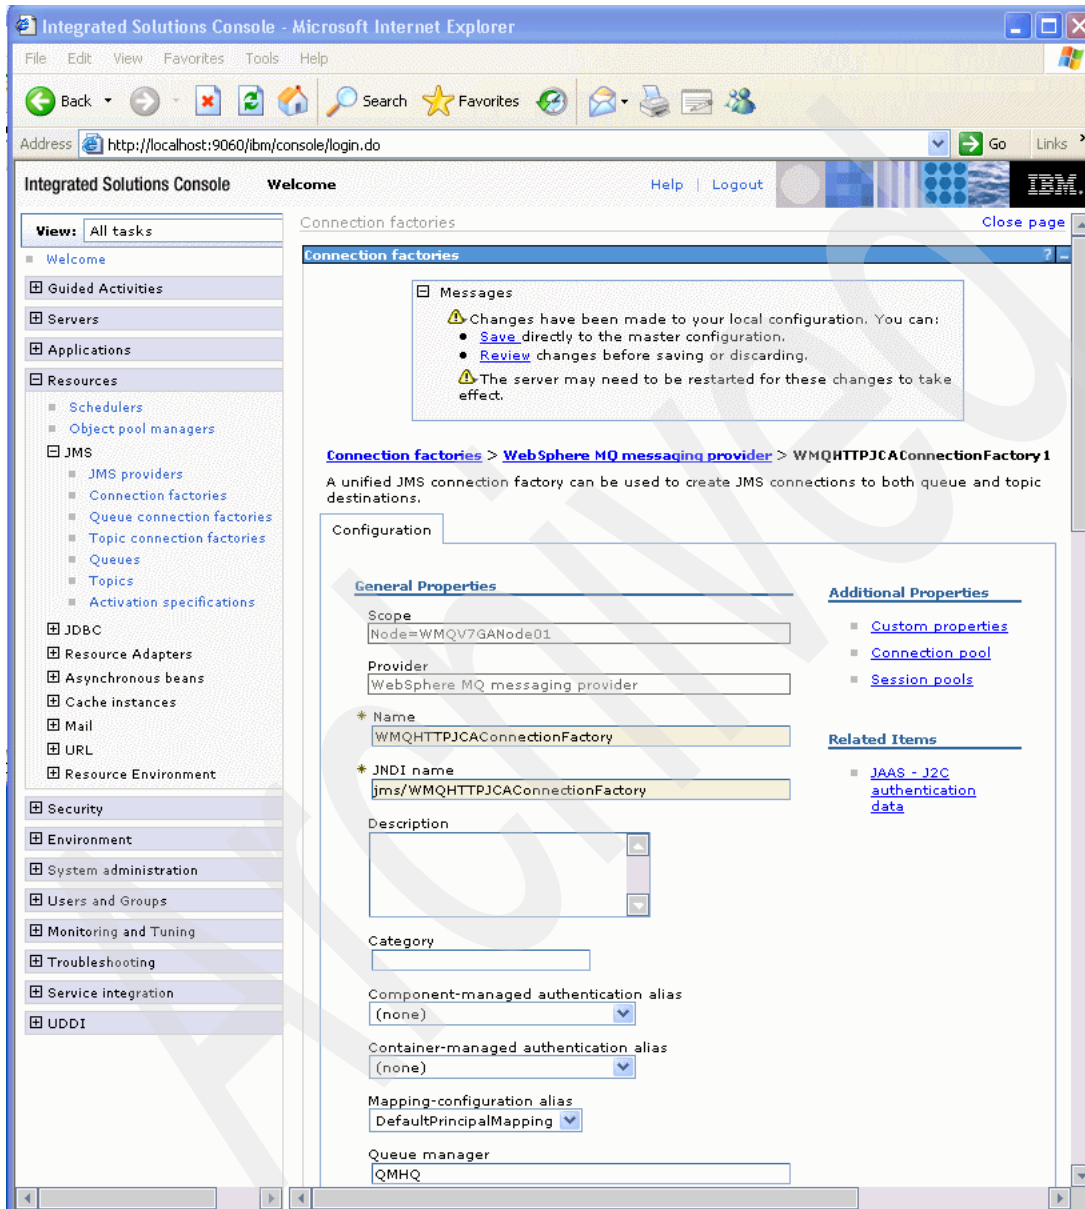 Integrated Solutions Console - Microsoft Internet Explorer
File Edit View Favorites Tools Help
Back Search Favorites
Address http://localhost:9060/ibm/console/login.do Go Links
Integrated Solutions Console Welcome Help | Logout IBM.
View: All tasks
Welcome
Guided Activities
Servers
Applications
Resources
Schedulers
Object pool managers
JMS
JMS providers
Connection factories
Queue connection factories
Topic connection factories
Queues
Topics
Activation specifications
JDBC
Resource Adapters
Asynchronous beans
Cache instances
Mail
URL
Resource Environment
Security
Environment
System administration
Users and Groups
Monitoring and Tuning
Troubleshooting
Service integration
UDDI
Connection factories Close page
Connection factories ? -
Messages
Changes have been made to your local configuration. You can:
• Save directly to the master configuration.
• Review changes before saving or discarding.
The server may need to be restarted for these changes to take
effect.
Connection factories > WebSphere MQ messaging provider > WMQHTTPJCAConnectionFactory1
A unified JMS connection factory can be used to create JMS connections to both queue and topic
destinations.
Configuration
General Properties
Scope
Node=WMQV7GANode01
Provider
WebSphere MQ messaging provider
* Name
WMQHTTPJCAConnectionFactory
* JNDI name
jms/WMQHTTPJCAConnectionFactory
Description
Category
Component-managed authentication alias
(none)
Container-managed authentication alias
(none)
Mapping-configuration alias
DefaultPrincipalMapping
Queue manager
QMHQ
Additional Properties
Custom properties
Connection pool
Session pools
Related Items
JAAS - J2C
authentication
data
Archived